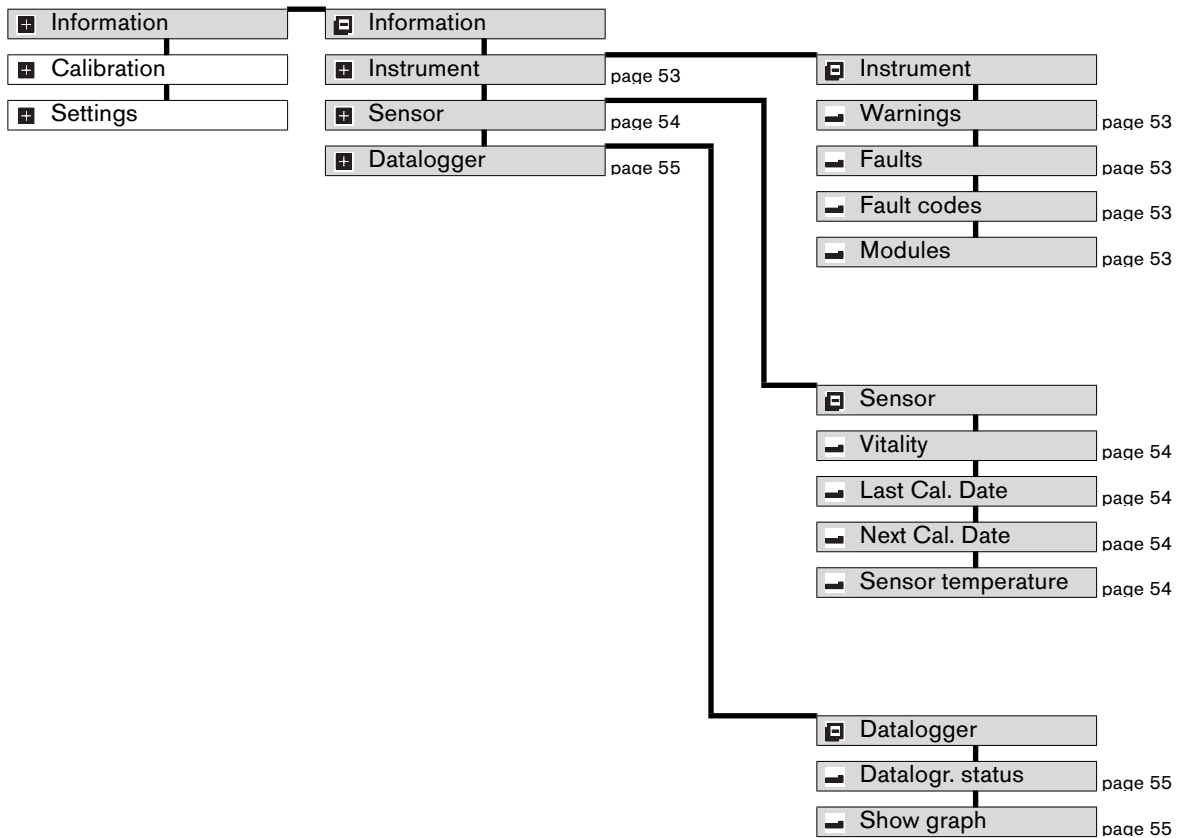 Information
Calibration
Settings
Information
Instrument page 53
Sensor page 54
Datalogger page 55
Instrument
Warnings page 53
Faults page 53
Fault codes page 53
Modules page 53
Sensor
Vitality page 54
Last Cal. Date page 54
Next Cal. Date page 54
Sensor temperature page 54
Datalogger
Datalogr. status page 55
Show graph page 55